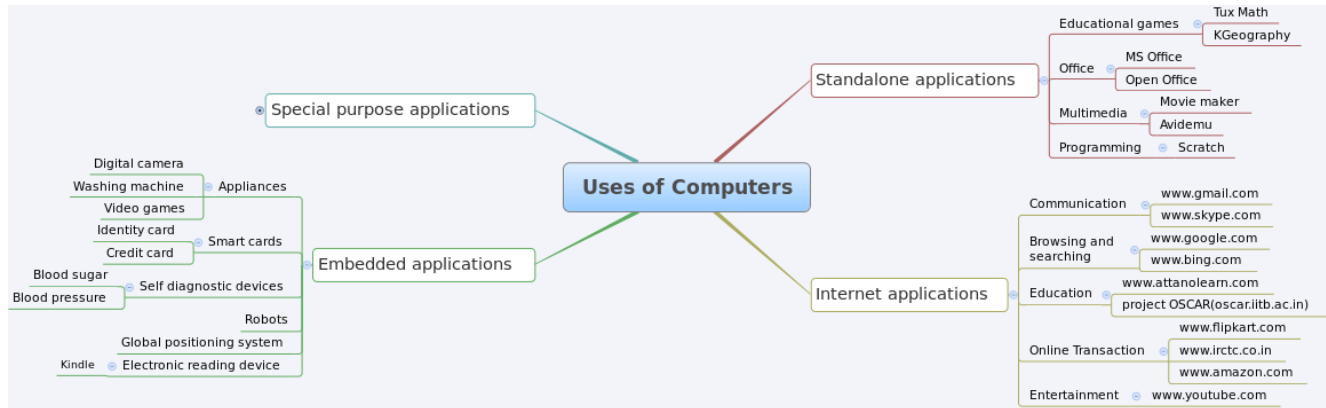 Uses of Computers
Standalone applications
Educational games
Tux Math
KGeography
Office
MS Office
Open Office
Multimedia
Movie maker
Avidemu
Programming
Scratch
Internet applications
Communication
www.gmail.com
www.skype.com
Browsing and
searching
www.google.com
www.bing.com
Education
www.attanolearn.com
project OSCAR(oscar.iitb.ac.in)
Online Transaction
www.flipkart.com
www.irctc.co.in
www.amazon.com
Entertainment
www.youtube.com
Special purpose applications
Embedded applications
Appliances
Digital camera
Washing machine
Video games
Smart cards
Identity card
Credit card
Self diagnostic devices
Blood sugar
Blood pressure
Robots
Global positioning system
Electronic reading device
Kindle